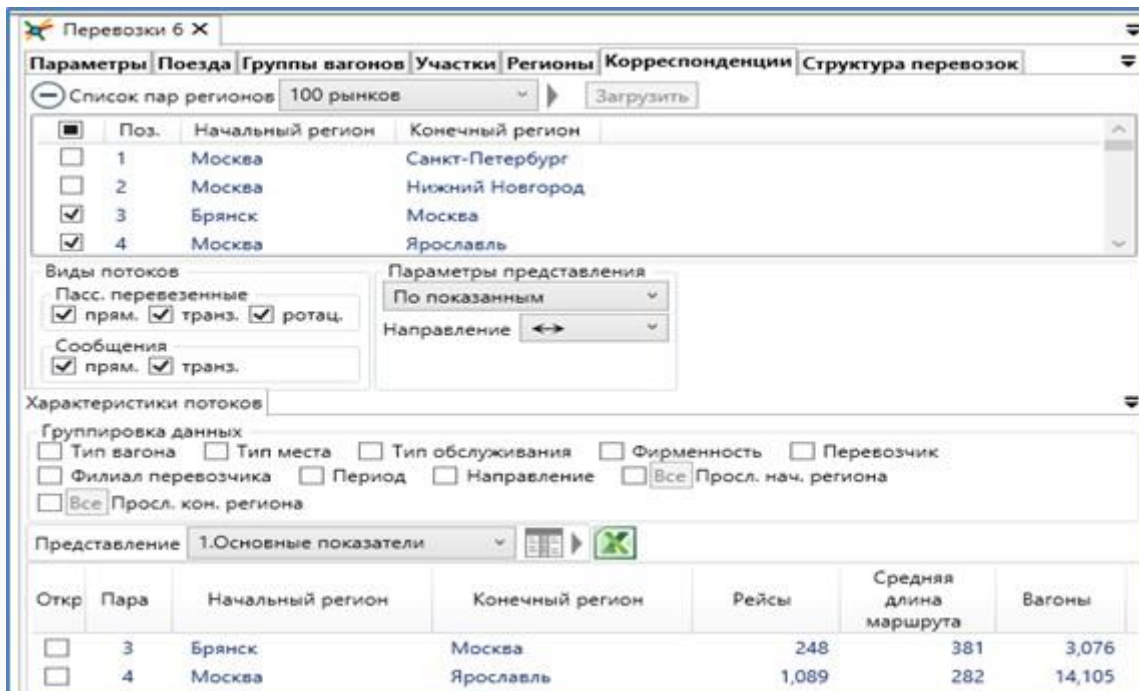 Перевозки 6 X
Параметры Поезда Группы вагонов Участки Регионы Корреспонденции Структура перевозок
Список пар регионов 100 рынков Загрузить
Поз. Начальный регион Конечный регион
1 Москва Санкт-Петербург
2 Москва Нижний Новгород
3 Брянск Москва
4 Москва Ярославль
Виды потоков Параметры представления
Пасс. перевезенные По показанным
прям. транз. ротац.
Направление ↔
Сообщения
прям. транз.
Характеристики потоков
Группировка данных
Тип вагона Тип места Тип обслуживания Фирменность Перевозчик
Филиал перевозчика Период Направление Все Просл. нач. региона
Все Просл. кон. региона
Представление 1.Основные показатели
Откр Пара Начальный регион Конечный регион Рейсы Средняя длина маршрута Вагоны
3 Брянск Москва 248 381 3,076
4 Москва Ярославль 1,089 282 14,105